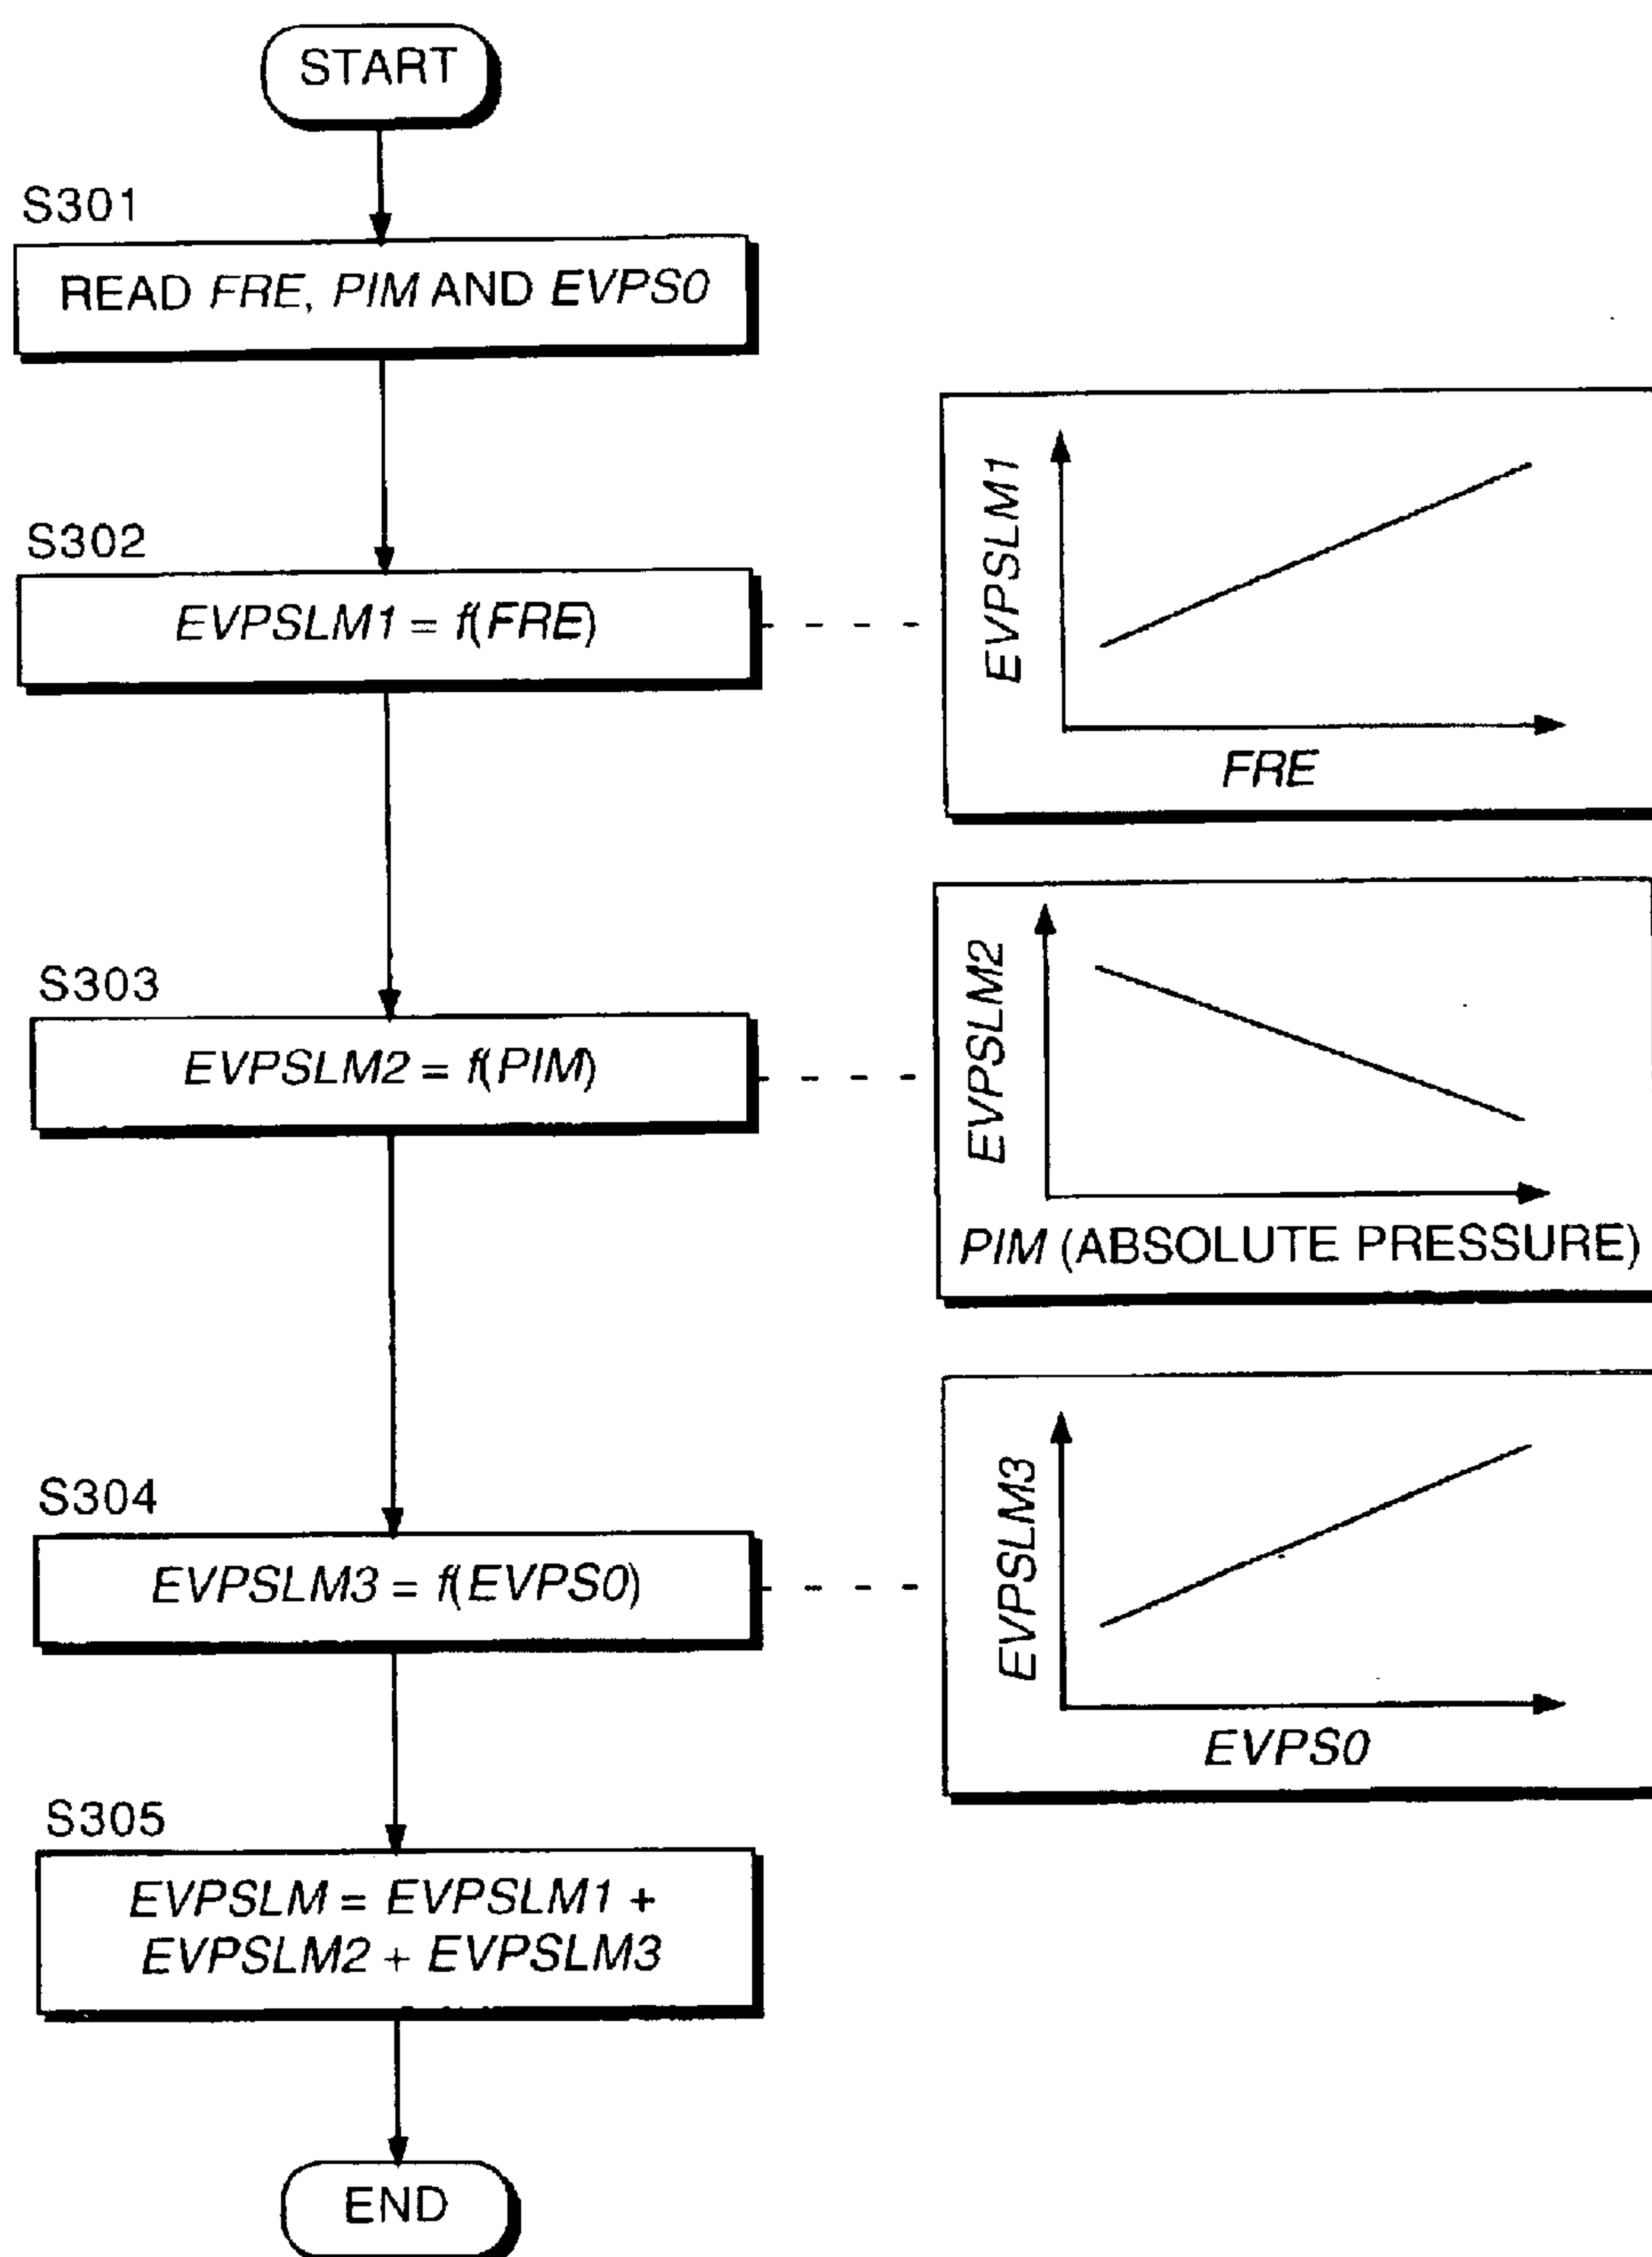 START
S301
READ FRE, PIM AND EVPS0
S302
EVPSLM1 = f(FRE)
EVPSLM1
FRE
S303
EVPSLM2 = f(PIM)
EVPSLM2
PIM (ABSOLUTE PRESSURE)
S304
EVPSLM3 = f(EVPS0)
EVPSLM3
EVPS0
S305
EVPSLM = EVPSLM1 +
EVPSLM2 + EVPSLM3
END